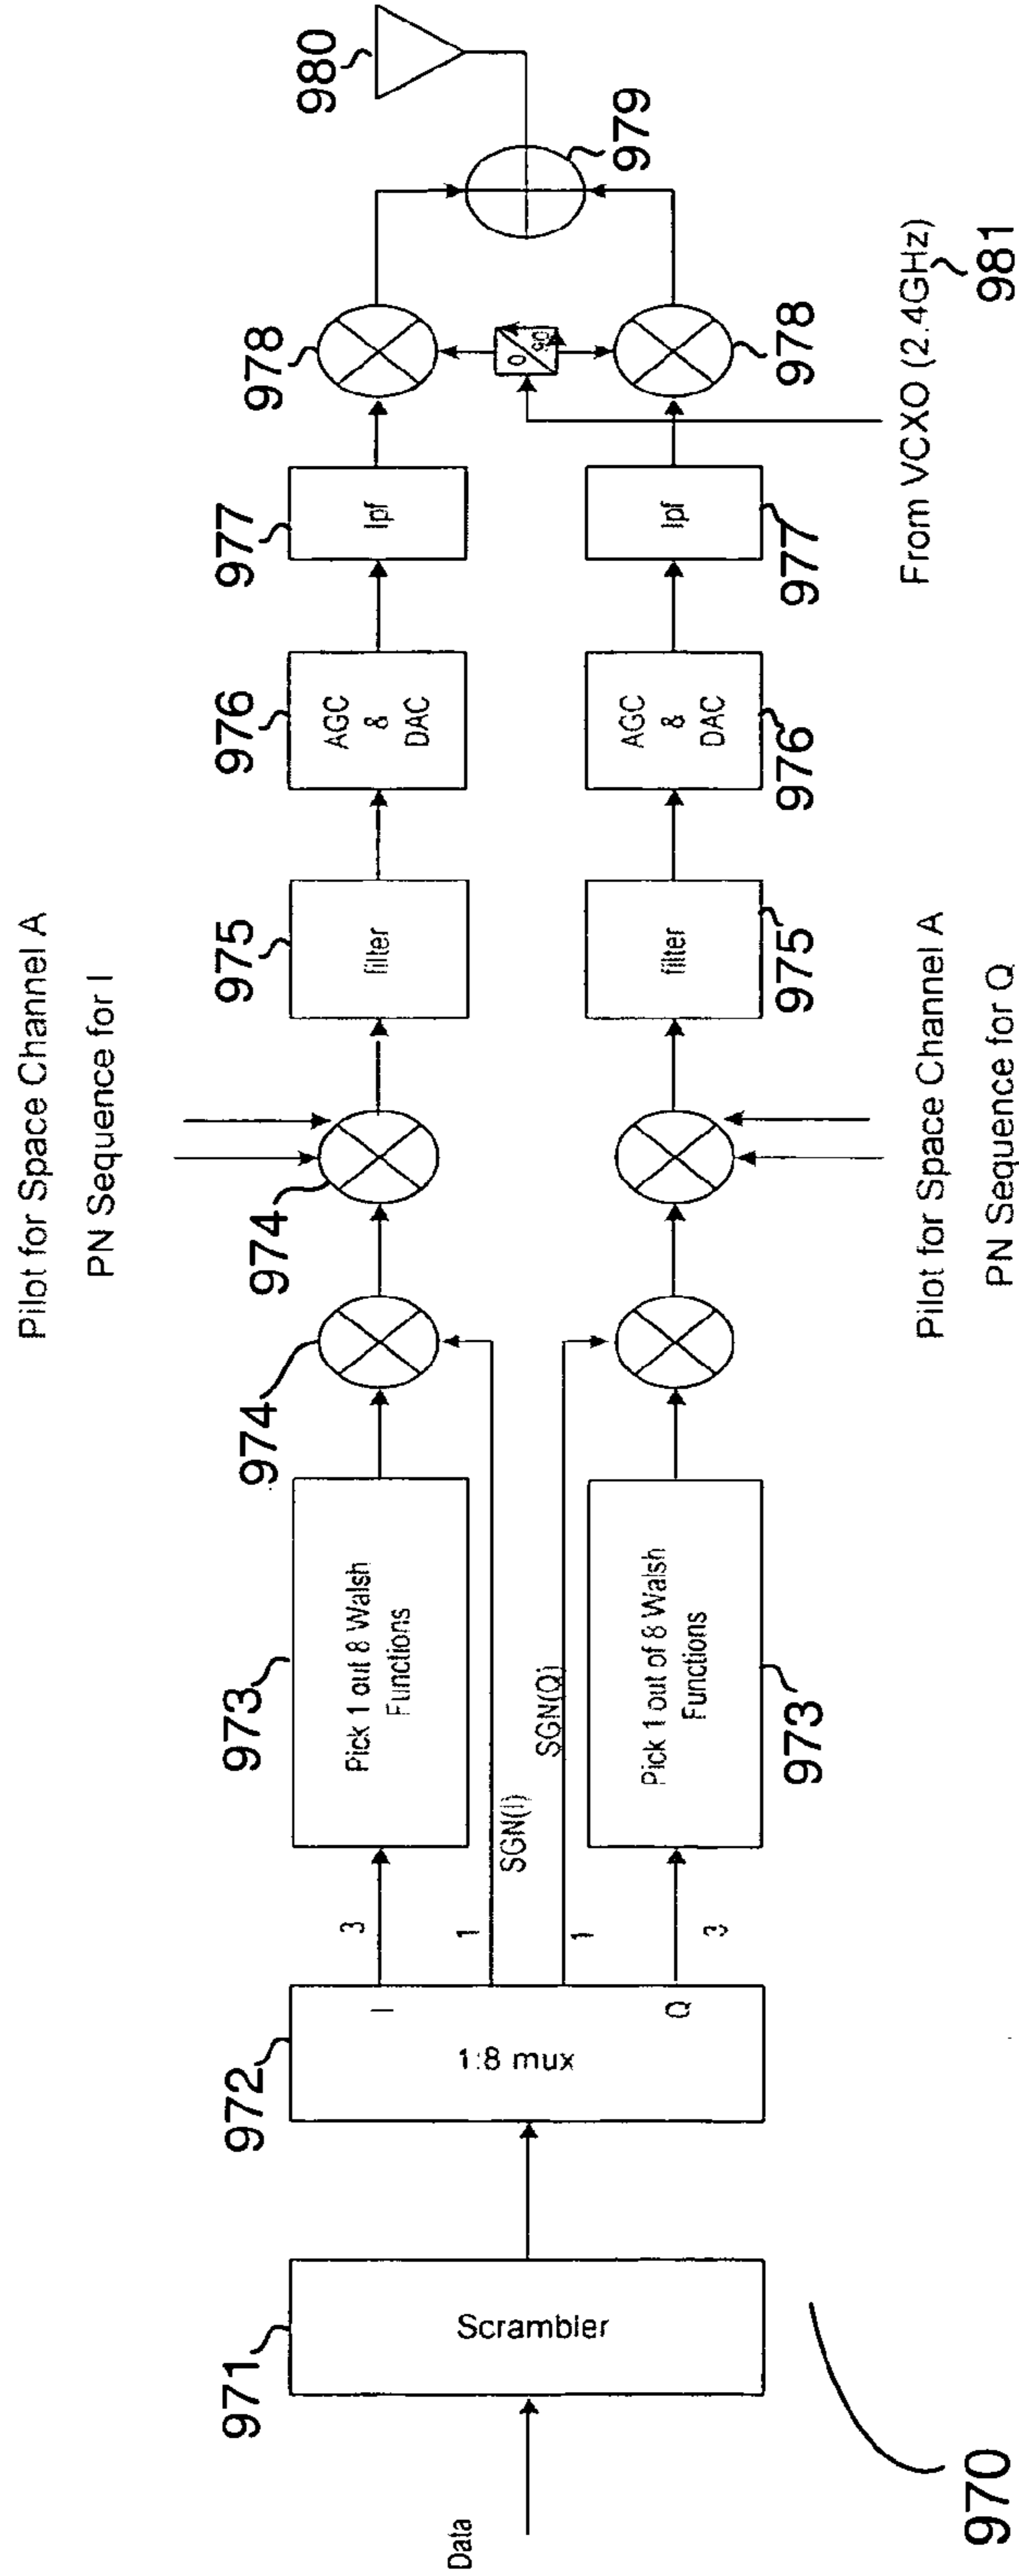 Pilot for Space Channel A
PN Sequence for I
Data
971
Scrambler
972
1:8 mux
I
Q
3
1
1
3
SGN(I)
SGN(Q)
973
Pick 1 out 8 Walsh
Functions
Pick 1 out of 8 Walsh
Functions
973
974
974
975
filter
filter
975
976
AGC
&
DAC
AGC
&
DAC
976
977
lpf
lpf
977
978
0
90
978
979
980
From VCXO (2.4GHz)
981
Pilot for Space Channel A
PN Sequence for Q
970